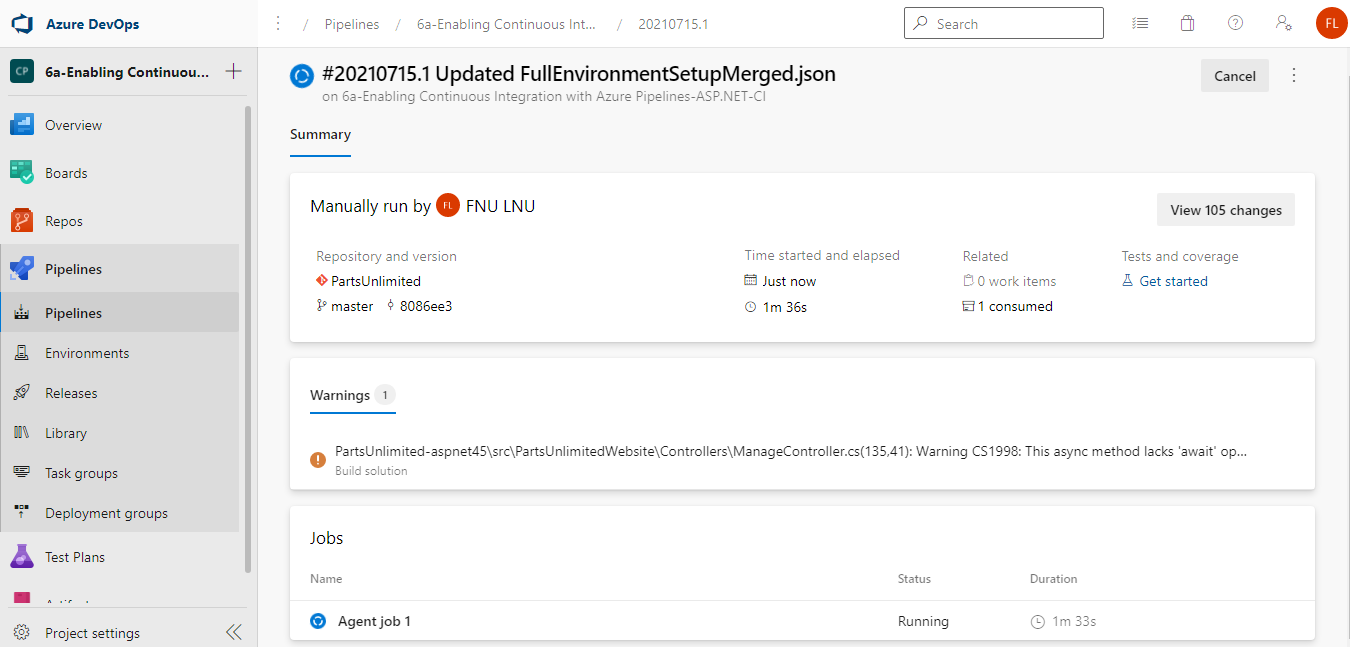 Azure DevOps
/ Pipelines / 6a-Enabling Continuous Int... / 20210715.1
Search
FL
CP 6a-Enabling Continuou...
Overview
Boards
Repos
Pipelines
Pipelines
Environments
Releases
Library
Task groups
Deployment groups
Test Plans
Project settings
#20210715.1 Updated FullEnvironmentSetupMerged.json
on 6a-Enabling Continuous Integration with Azure Pipelines-ASP.NET-CI
Cancel
Summary
Manually run by FL FNU LNU
View 105 changes
Repository and version
PartsUnlimited
master 8086ee3
Time started and elapsed
Just now
1m 36s
Related
0 work items
1 consumed
Tests and coverage
Get started
Warnings 1
PartsUnlimited-aspnet45\src\PartsUnlimitedWebsite\Controllers\ManageController.cs(135,41): Warning CS1998: This async method lacks 'await' op...
Build solution
Jobs
Name Status Duration
Agent job 1 Running 1m 33s